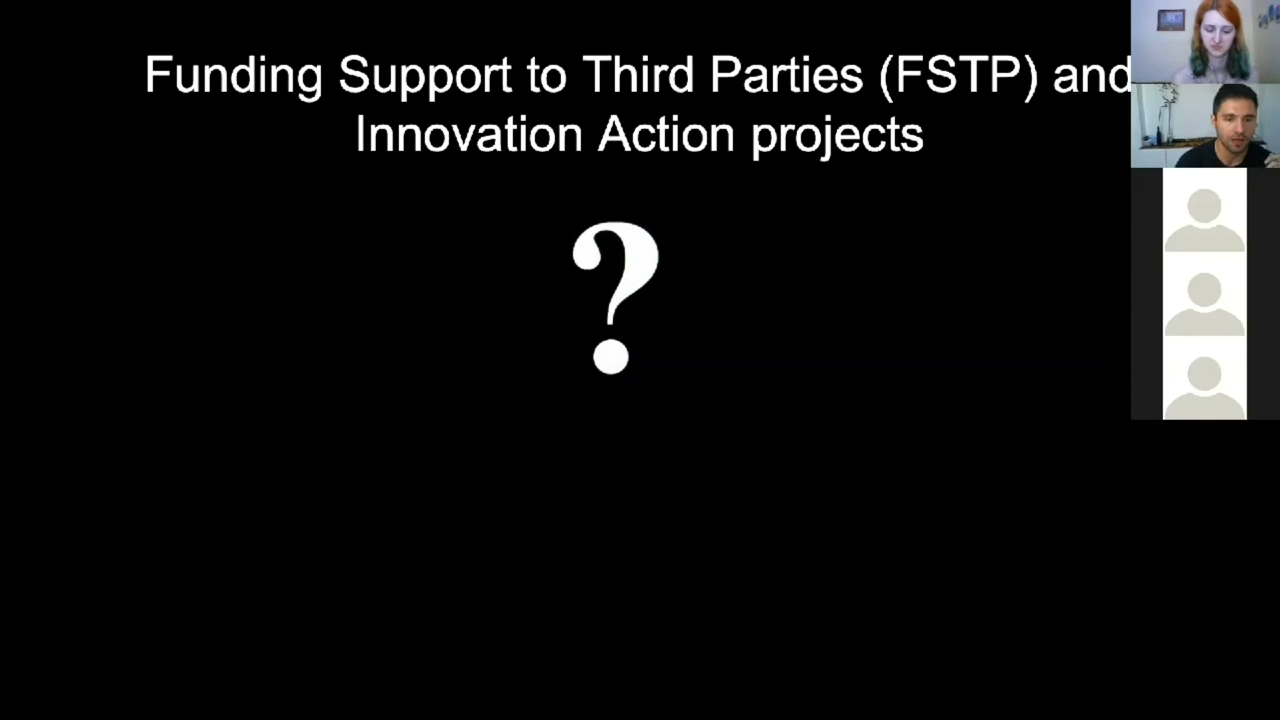 Funding Support to Third Parties (FSTP) and
Innovation Action projects
?